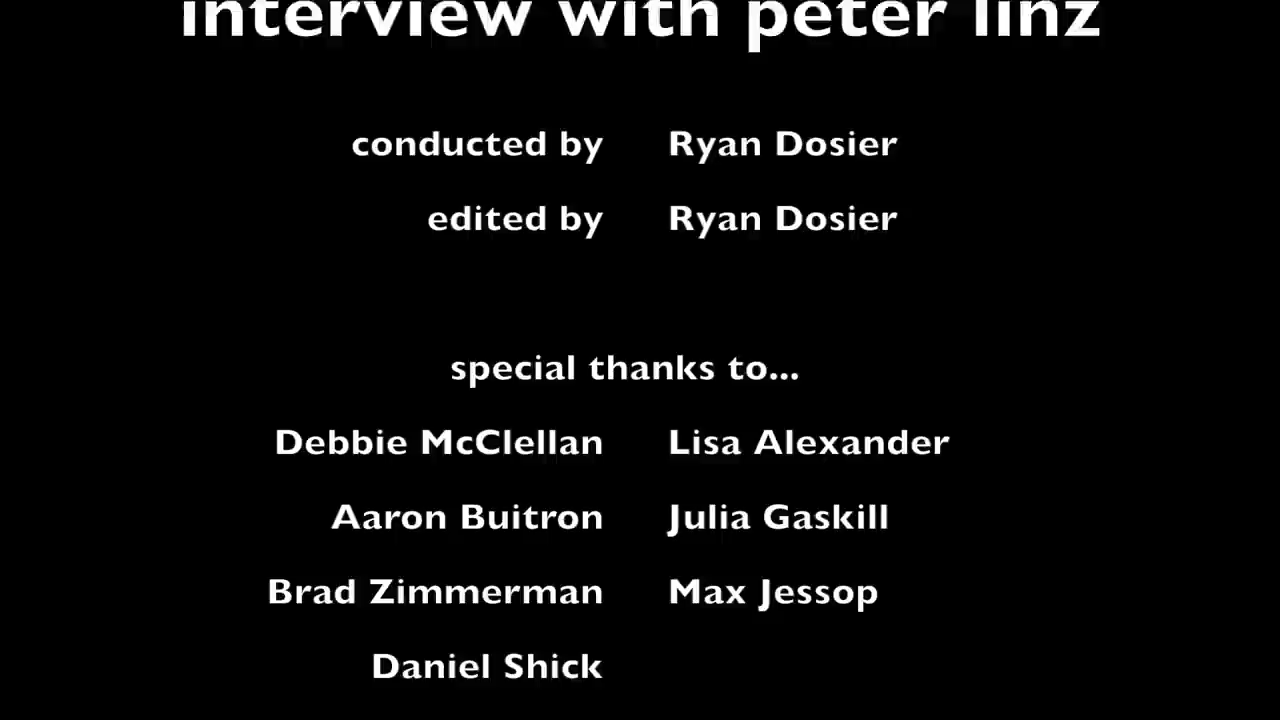 interview with peter linz
conducted by Ryan Dosier
edited by Ryan Dosier
special thanks to...
Debbie McClellan Lisa Alexander
Aaron Buitron Julia Gaskill
Brad Zimmerman Max Jessop
Daniel Shick